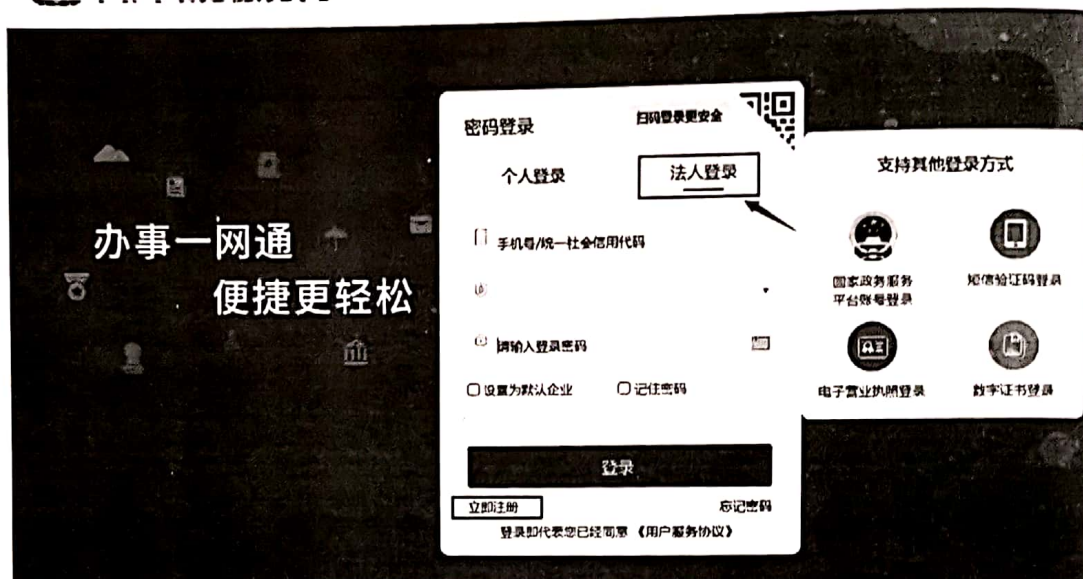 办事一网通
便捷更轻松
密码登录
扫码登录更安全
个人登录
法人登录
手机号/统一社会信用代码
请输入登录密码
设置为默认企业
记住密码
登录
立即注册
忘记密码
登录即代表您已经同意《用户服务协议》
支持其他登录方式
国家政务服务
平台账号登录
短信验证码登录
电子营业执照登录
数字证书登录